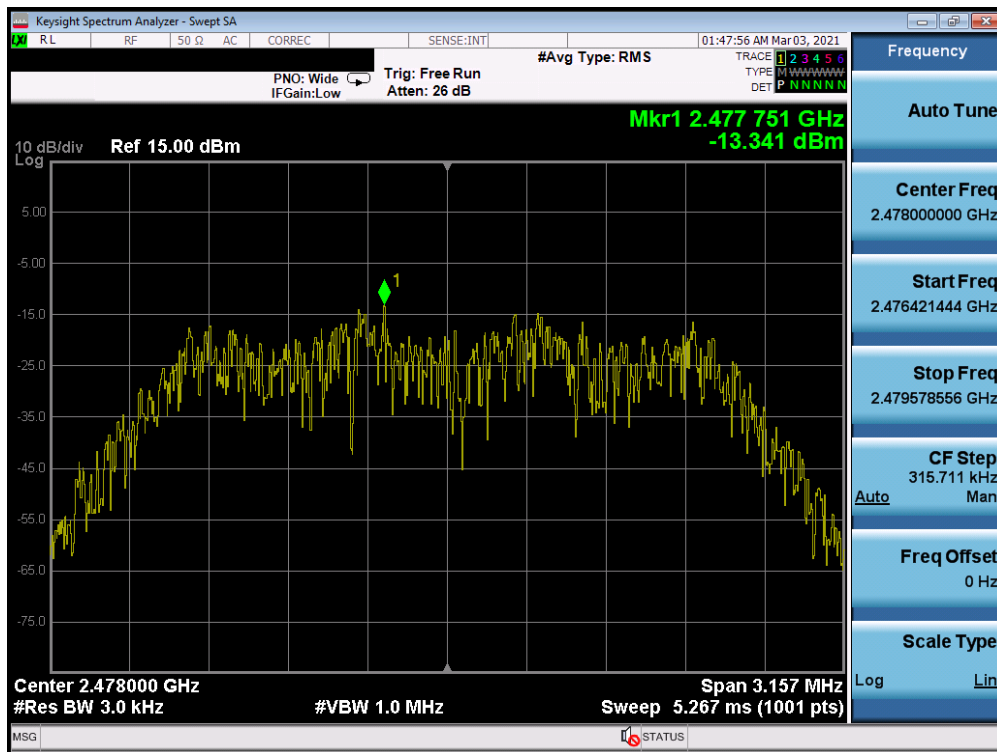 Keysight Spectrum Analyzer - Swept SA
LXI RL RF 50 Ω AC CORREC SENSE:INT 01:47:56 AM Mar 03, 2021
Frequency
#Avg Type: RMS
TRACE 1 2 3 4 5 6
PNO: Wide Trig: Free Run
TYPE M WWWWW
IFGain:Low Atten: 26 dB
DET P N N N N N
Auto Tune
Mkr1 2.477 751 GHz
-13.341 dBm
10 dB/div Ref 15.00 dBm
Log
Center Freq
2.478000000 GHz
5.00
-5.00
1
-15.0
-25.0
-35.0
-45.0
-55.0
-65.0
-75.0
Start Freq
2.476421444 GHz
Stop Freq
2.479578556 GHz
CF Step
315.711 kHz
Auto Man
Freq Offset
0 Hz
Scale Type
Log Lin
Center 2.478000 GHz Span 3.157 MHz
#Res BW 3.0 kHz #VBW 1.0 MHz Sweep 5.267 ms (1001 pts)
MSG STATUS